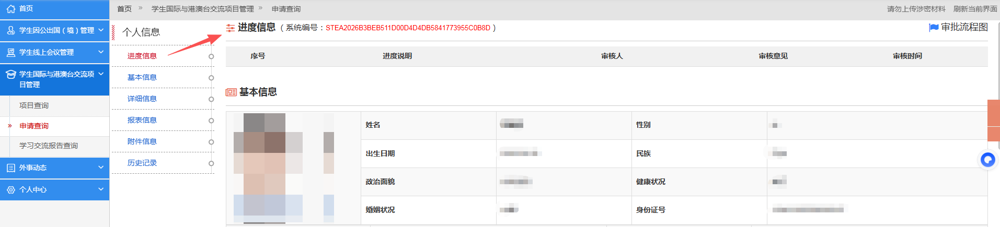 首页
学生因公出国（境）管理
学生线上会议管理
学生国际与港澳台交流项
目管理
项目查询
» 申请查询
学习交流报告查询
外事动态
个人中心
首页 » 学生国际与港澳台交流项目管理 » 申请查询
请勿上传涉密材料 刷新当前界面
个人信息
进度信息
基本信息
详细信息
报表信息
附件信息
历史记录
进度信息（系统编号：STEA2026B3BEB511D00D4D4DB5841773955C0B8D）
审批流程图
序号 进度说明 审核人 审核意见 审核时间
基本信息
姓名 性别
出生日期 民族
政治面貌 健康状况
婚姻状况 身份证号